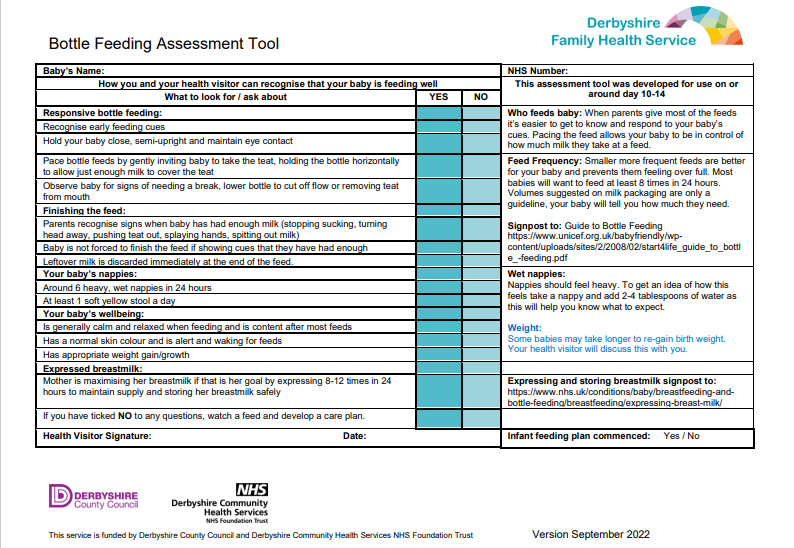 Derbyshire
Family Health Service
Bottle Feeding Assessment Tool
Baby's Name:
NHS Number:
How you and your health visitor can recognise that your baby is feeding well
What to look for / ask about
YES
NO
This assessment tool was developed for use on or
around day 10-14
Responsive bottle feeding:
Recognise early feeding cues
Hold your baby close, semi-upright and maintain eye contact
Pace bottle feeds by gently inviting baby to take the teat, holding the bottle horizontally
to allow just enough milk to cover the teat
Observe baby for signs of needing a break, lower bottle to cut off flow or removing teat
from mouth
Finishing the feed:
Parents recognise signs when baby has had enough milk (stopping sucking, turning
head away, pushing teat out, splaying hands, spitting out milk)
Baby is not forced to finish the feed if showing cues that they have had enough
Leftover milk is discarded immediately at the end of the feed.
Your baby's nappies:
Around 6 heavy, wet nappies in 24 hours
At least 1 soft yellow stool a day
Your baby's wellbeing:
Is generally calm and relaxed when feeding and is content after most feeds
Has a normal skin colour and is alert and waking for feeds
Has appropriate weight gain/growth
Expressed breastmilk:
Mother is maximising her breastmilk if that is her goal by expressing 8-12 times in 24
hours to maintain supply and storing her breastmilk safely
If you have ticked NO to any questions, watch a feed and develop a care plan.
Who feeds baby: When parents give most of the feeds
it's easier to get to know and respond to your baby's
cues. Pacing the feed allows your baby to be in control of
how much milk they take at a feed.
Feed Frequency: Smaller more frequent feeds are better
for your baby and prevents them feeling over full. Most
babies will want to feed at least 8 times in 24 hours.
Volumes suggested on milk packaging are only a
guideline, your baby will tell you how much they need.
Signpost to: Guide to Bottle Feeding
https://www.unicef.org.uk/babyfriendly/wp-
content/uploads/sites/2/2008/02/start4life_guide_to_bottl
e_-feeding.pdf
Wet nappies:
Nappies should feel heavy. To get an idea of how this
feels take a nappy and add 2-4 tablespoons of water as
this will help you know what to expect.
Weight:
Some babies may take longer to re-gain birth weight.
Your health visitor will discuss this with you.
Expressing and storing breastmilk signpost to:
https://www.nhs.uk/conditions/baby/breastfeeding-and-
bottle-feeding/breastfeeding/expressing-breast-milk/
Health Visitor Signature:
Date:
Infant feeding plan commenced: Yes / No
DERBYSHIRE
County Council
NHS
Derbyshire Community
Health Services
NHS Foundation Trust
This service is funded by Derbyshire County Council and Derbyshire Community Health Services NHS Foundation Trust
Version September 2022